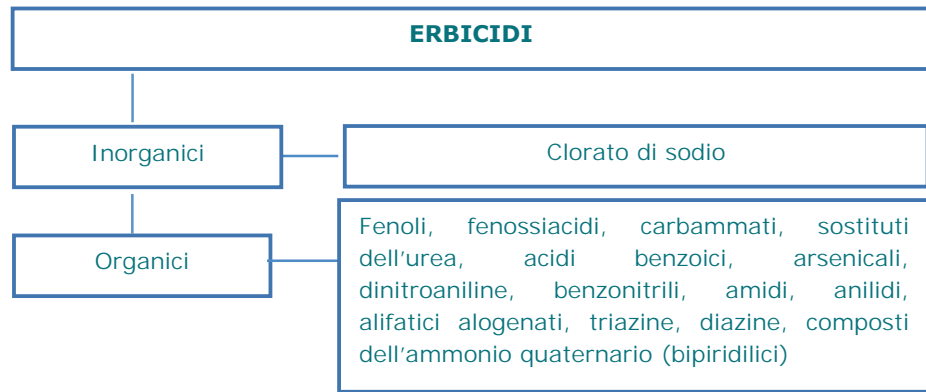 ERBICIDI
Inorganici
Clorato di sodio
Organici
Fenoli, fenossiacidi, carbammati, sostituti
dell'urea, acidi benzoici, arsenicali,
dinitroaniline, benzonitrili, amidi, anilidi,
alifatici alogenati, triazine, diazine, composti
dell'ammonio quaternario (bipiridilici)